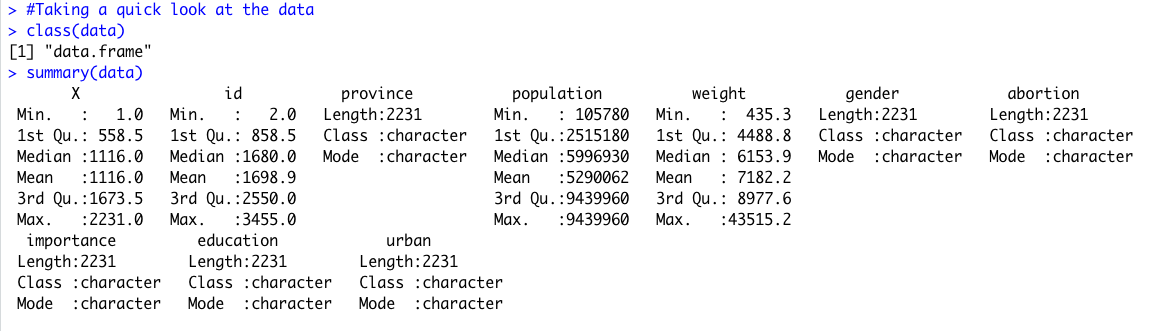 > #Taking a quick look at the data
> class(data)
[1] "data.frame"
> summary(data)
       X                id           province           population          weight           gender            abortion
 Min.   :   1.0   Min.   :   2.0   Length:2231        Min.   : 105780   Min.   :  435.3   Length:2231        Length:2231
 1st Qu.: 558.5   1st Qu.: 858.5   Class :character   1st Qu.:2515180   1st Qu.: 4488.8   Class :character   Class :character
 Median :1116.0   Median :1680.0   Mode  :character   Median :5996930   Median : 6153.9   Mode  :character   Mode  :character
 Mean   :1116.0   Mean   :1698.9                      Mean   :5290062   Mean   : 7182.2
 3rd Qu.:1673.5   3rd Qu.:2550.0                      3rd Qu.:9439960   3rd Qu.: 8977.6
 Max.   :2231.0   Max.   :3455.0                      Max.   :9439960   Max.   :43515.2
  importance         education            urban
 Length:2231        Length:2231        Length:2231
 Class :character   Class :character   Class :character
 Mode  :character   Mode  :character   Mode  :character